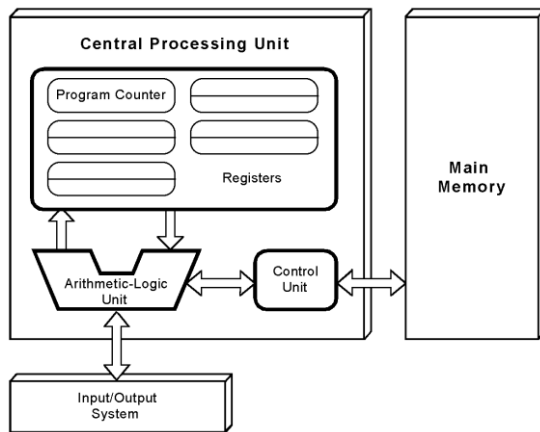 Central Processing Unit
Program Counter
Registers
Main
Memory
Arithmetic-Logic
Unit
Control
Unit
Input/Output
System